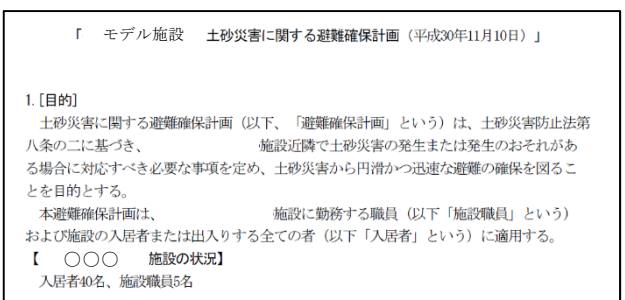 「　モデル施設　土砂災害に関する避難確保計画（平成30年11月10日）」
1. [目的]
土砂災害に関する避難確保計画（以下、「避難確保計画」という）は、土砂災害防止法第
八条の二に基づき、　　　　　　　施設近隣で土砂災害の発生または発生のおそれがあ
る場合に対応すべき必要な事項を定め、土砂災害から円滑かつ迅速な避難の確保を図るこ
とを目的とする。
本避難確保計画は、　　　　　　　施設に勤務する職員（以下「施設職員」という）
および施設の入居者または出入りする全ての者（以下「入居者」という）に適用する。
【　○○○　施設の状況】
入居者40名、施設職員5名